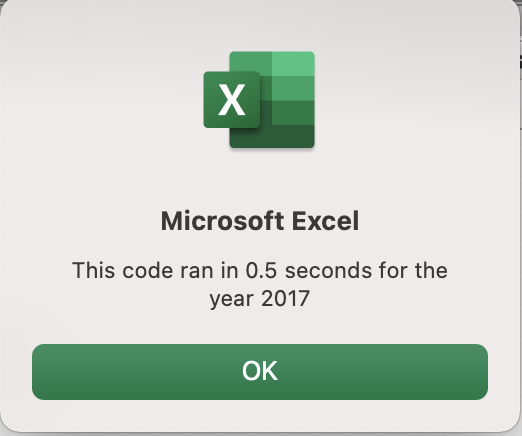 X
Microsoft Excel
This code ran in 0.5 seconds for the
year 2017
OK